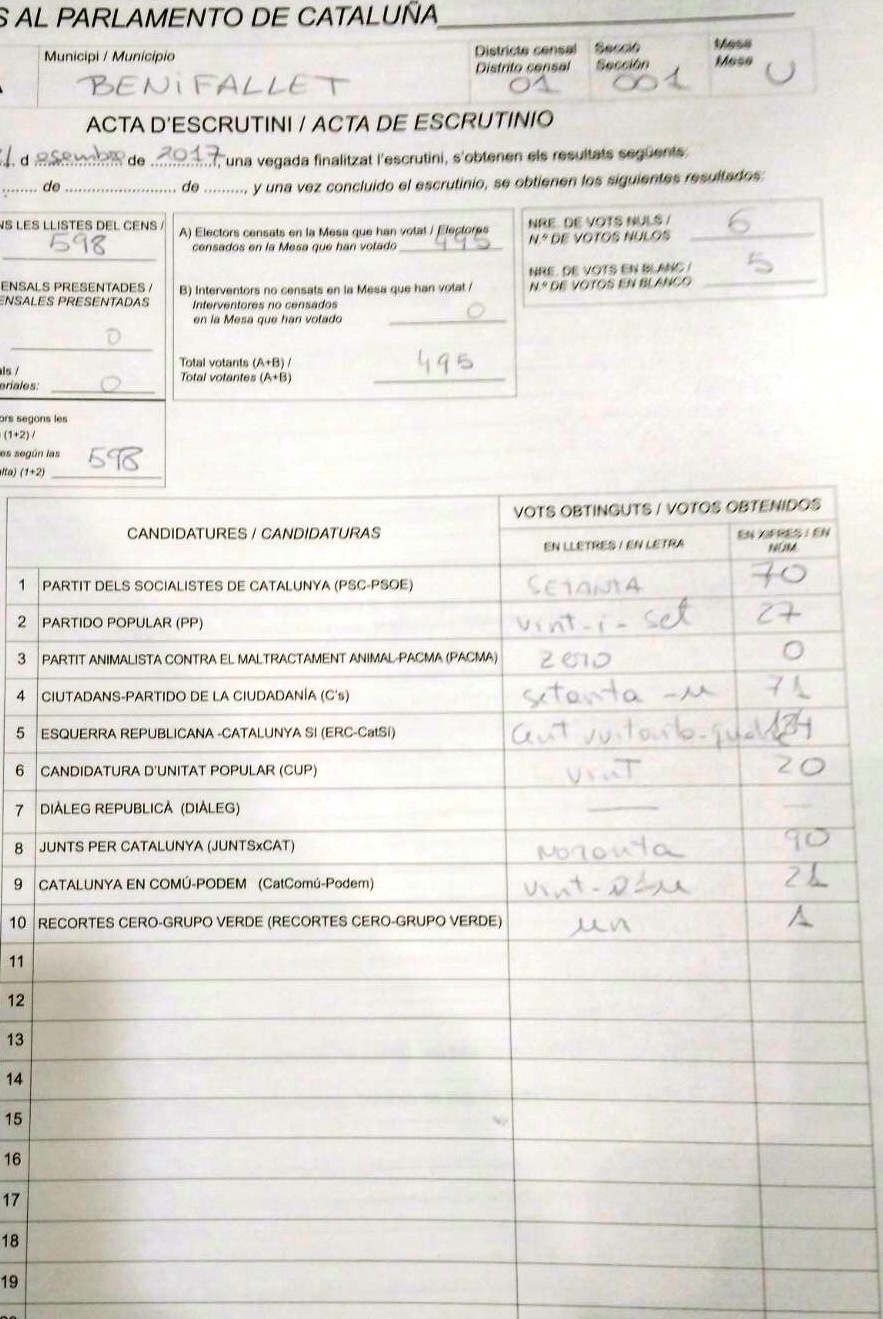 S AL PARLAMENTO DE CATALUÑA
Municipi / Municipio
BENIFALLET
Districte censal
Distrito censal
01
Secció
Sección
001
Mesa
Mesa
U
ACTA D'ESCRUTINI / ACTA DE ESCRUTINIO
d esembre de 2017, una vegada finalitzat l'escrutini, s'obtenen els resultats següents:
de de , y una vez concluido el escrutinio, se obtienen los siguientes resultados:
NS LES LLISTES DEL CENS /
598
ENSALS PRESENTADES /
ENSALES PRESENTADAS
0
als /
eriales: 0
ors segons les
(1+2) /
es según las
lta) (1+2) 598
A) Electors censats en la Mesa que han votat / Electores
censados en la Mesa que han votado 495
B) Interventors no censats en la Mesa que han votat /
Interventores no censados
en la Mesa que han votado 0
Total votants (A+B) /
Total votantes (A+B) 495
NRE. DE VOTS NULS /
N.º DE VOTOS NULOS 6
NRE. DE VOTS EN BLANC /
N.º DE VOTOS EN BLANCO 5
CANDIDATURES / CANDIDATURAS
VOTS OBTINGUTS / VOTOS OBTENIDOS
EN LLETRES / EN LETRA
EN XIFRES / EN
NÚM.
1 PARTIT DELS SOCIALISTES DE CATALUNYA (PSC-PSOE) SETANTA 70
2 PARTIDO POPULAR (PP) vint-i-set 27
3 PARTIT ANIMALISTA CONTRA EL MALTRACTAMENT ANIMAL-PACMA (PACMA) zero 0
4 CIUTADANS-PARTIDO DE LA CIUDADANÍA (C's) setanta-u 71
5 ESQUERRA REPUBLICANA -CATALUNYA SI (ERC-CatSí) Cent 184
6 CANDIDATURA D'UNITAT POPULAR (CUP) vinT 20
7 DIÀLEG REPUBLICÀ (DIÀLEG) — —
8 JUNTS PER CATALUNYA (JUNTSxCAT) noranta 90
9 CATALUNYA EN COMÚ-PODEM (CatComú-Podem) 21
10 RECORTES CERO-GRUPO VERDE (RECORTES CERO-GRUPO VERDE) un 1
11
12
13
14
15
16
17
18
19